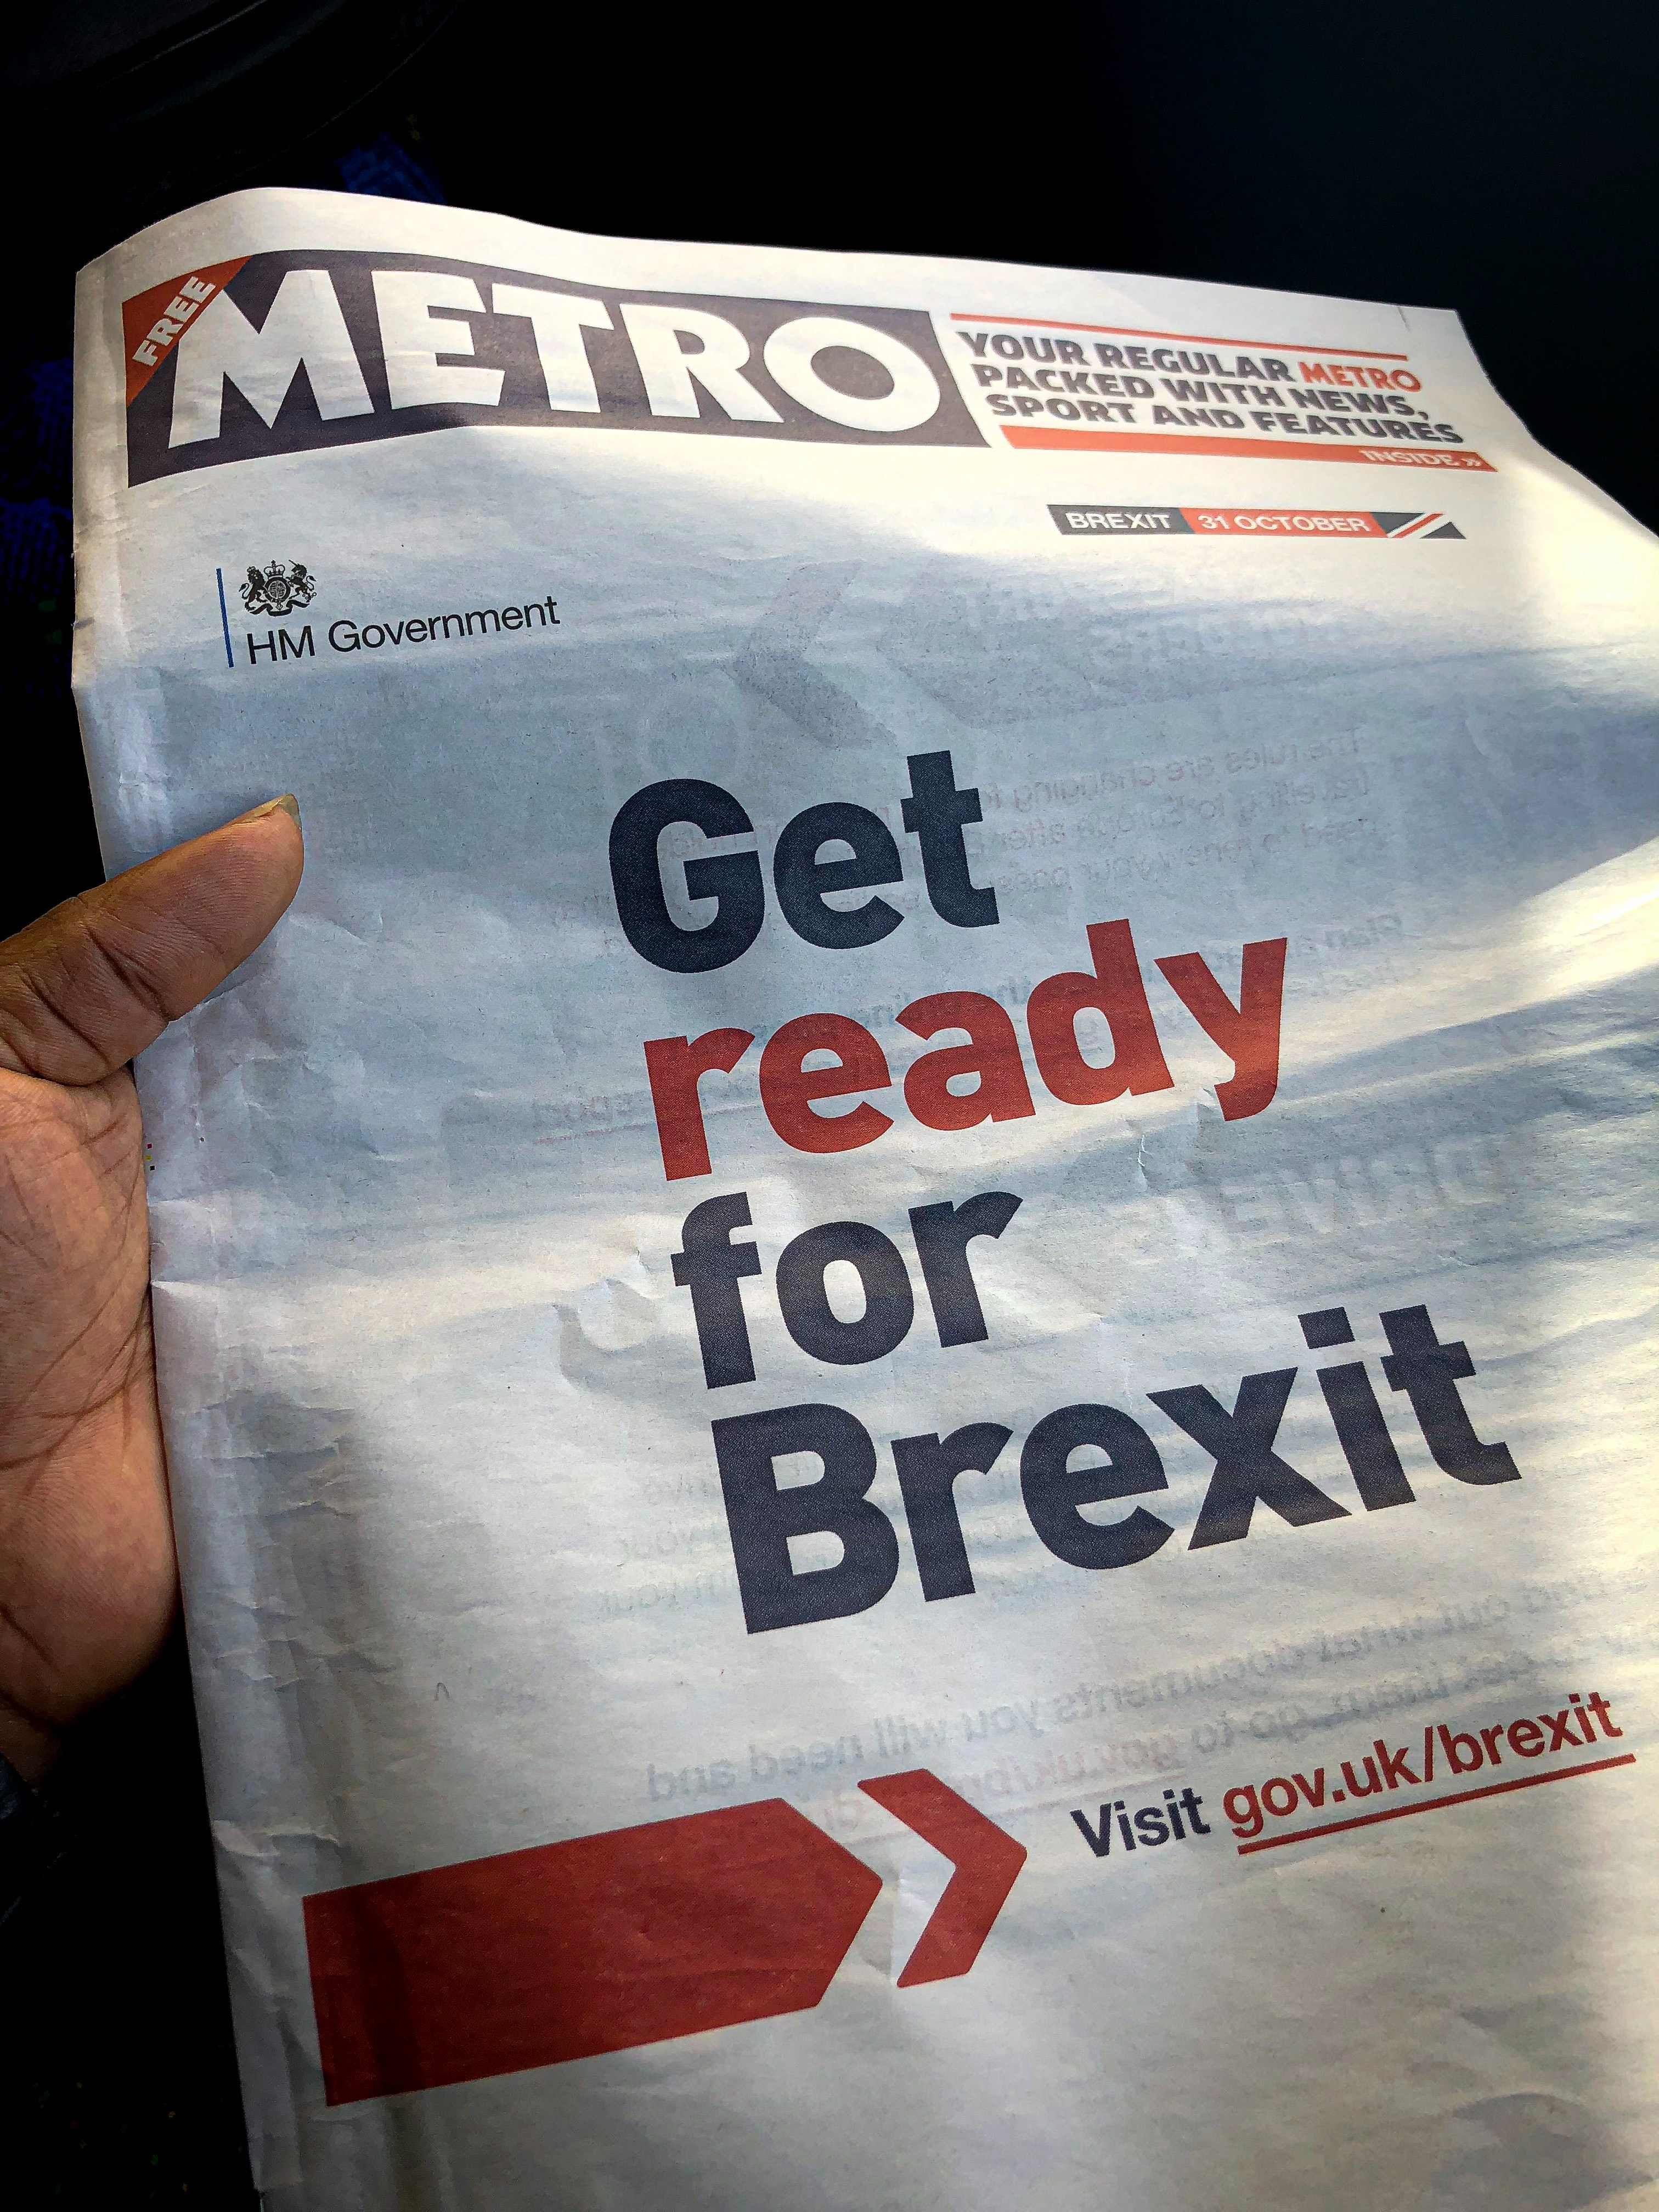 FREE
METRO
YOUR REGULAR METRO
PACKED WITH NEWS,
SPORT AND FEATURES
INSIDE »
BREXIT 31 OCTOBER
HM Government
Get
ready
for
Brexit
Visit gov.uk/brexit